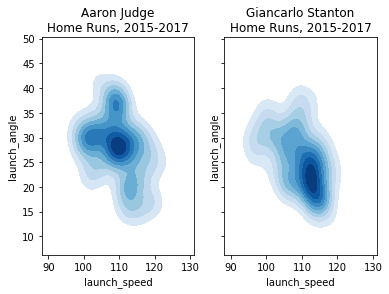 Aaron Judge
Home Runs, 2015-2017
Giancarlo Stanton
Home Runs, 2015-2017
launch_angle
50
45
40
35
30
25
20
15
10
90 100 110 120 130
launch_speed
launch_angle
90 100 110 120 130
launch_speed